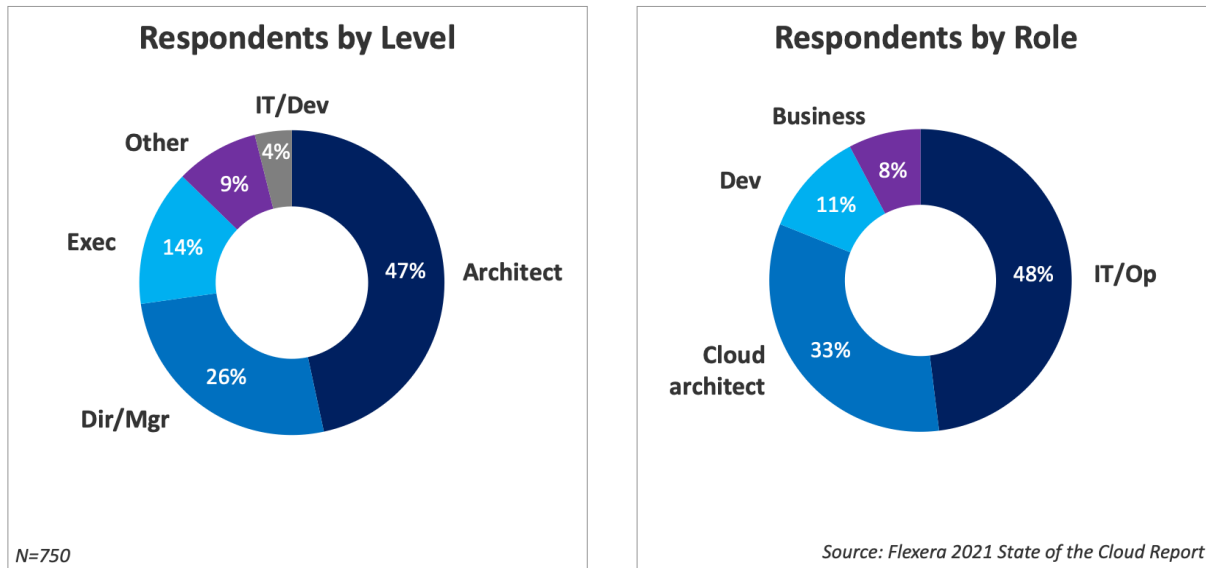 Respondents by Level
IT/Dev
Other
4%
9%
Exec
14%
47%
Architect
26%
Dir/Mgr
N=750
Respondents by Role
Business
8%
Dev
11%
48%
IT/Op
33%
Cloud
architect
Source: Flexera 2021 State of the Cloud Report